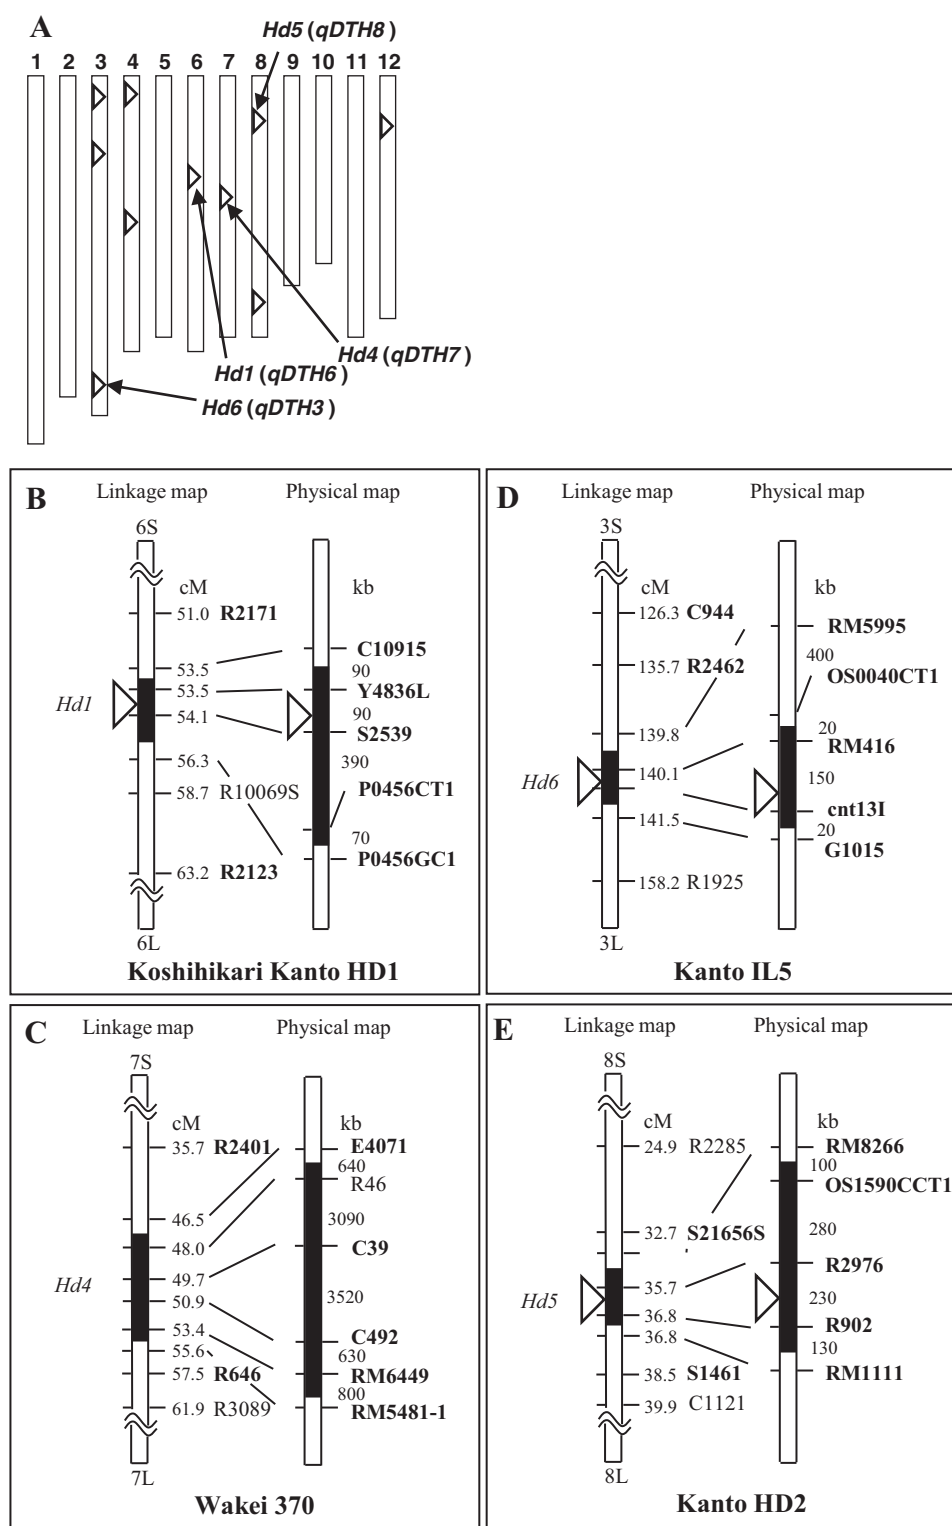 A
Hd5 (qDTH8)
1 2 3 4 5 6 7 8 9 10 11 12
Hd4 (qDTH7)
Hd1 (qDTH6)
Hd6 (qDTH3)
B
Linkage map Physical map
6S
cM kb
51.0 R2171
C10915
53.5 90
53.5 Y4836L
Hd1
54.1 90
S2539
56.3 390
58.7 R10069S P0456CT1
70
P0456GC1
63.2 R2123
6L
Koshihikari Kanto HD1
D
Linkage map Physical map
3S
cM kb
126.3 C944
RM5995
135.7 R2462 400
OS0040CT1
139.8 20
RM416
Hd6 140.1 150
cnt13I
141.5 20
G1015
158.2 R1925
3L
Kanto IL5
C
Linkage map Physical map
7S
cM kb
35.7 R2401 E4071
640
R46
46.5 3090
48.0 C39
Hd4 49.7
50.9 3520
53.4 C492
55.6 630
57.5 R646 RM6449
800
61.9 R3089 RM5481-1
7L
Wakei 370
E
Linkage map Physical map
8S
cM kb
24.9 R2285 RM8266
100
OS1590CCT1
32.7 S21656S 280
R2976
35.7
Hd5 230
36.8 R902
36.8 130
38.5 S1461 RM1111
39.9 C1121
8L
Kanto HD2